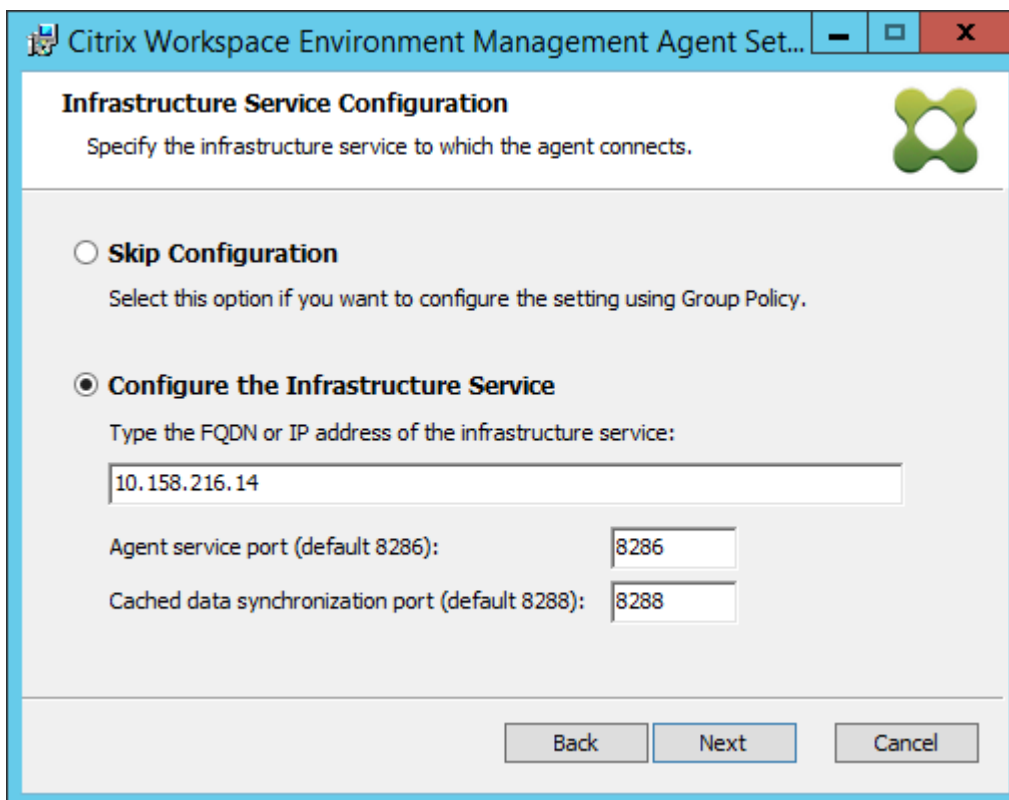 Citrix Workspace Environment Management Agent Set...
Infrastructure Service Configuration
Specify the infrastructure service to which the agent connects.
Skip Configuration
Select this option if you want to configure the setting using Group Policy.
Configure the Infrastructure Service
Type the FQDN or IP address of the infrastructure service:
10.158.216.14
Agent service port (default 8286): 8286
Cached data synchronization port (default 8288): 8288
Back Next Cancel